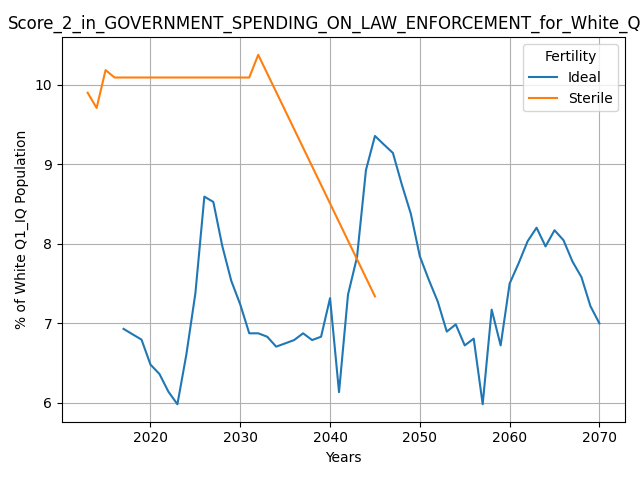 Score_2_in_GOVERNMENT_SPENDING_ON_LAW_ENFORCEMENT_for_White_Q
Fertility
Ideal
Sterile
% of White Q1_IQ Population
10
9
8
7
6
2020 2030 2040 2050 2060 2070
Years